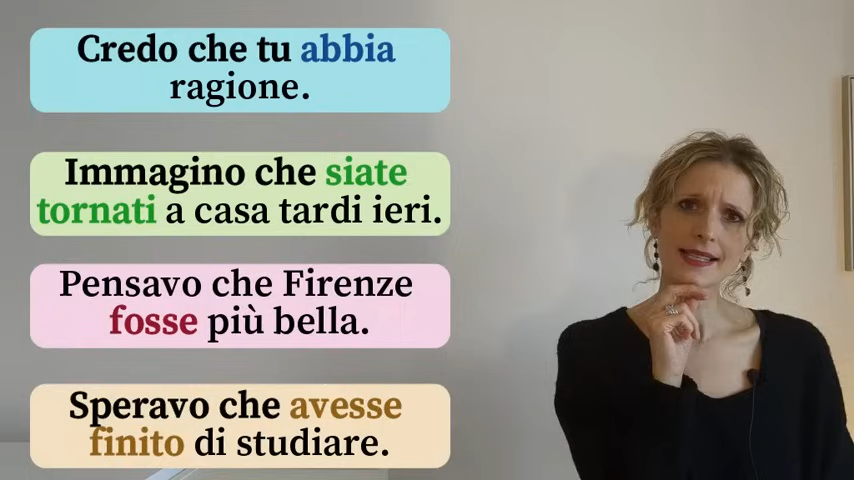 Credo che tu abbia
ragione.
Immagino che siate
tornati a casa tardi ieri.
Pensavo che Firenze
fosse più bella.
Speravo che avesse
finito di studiare.